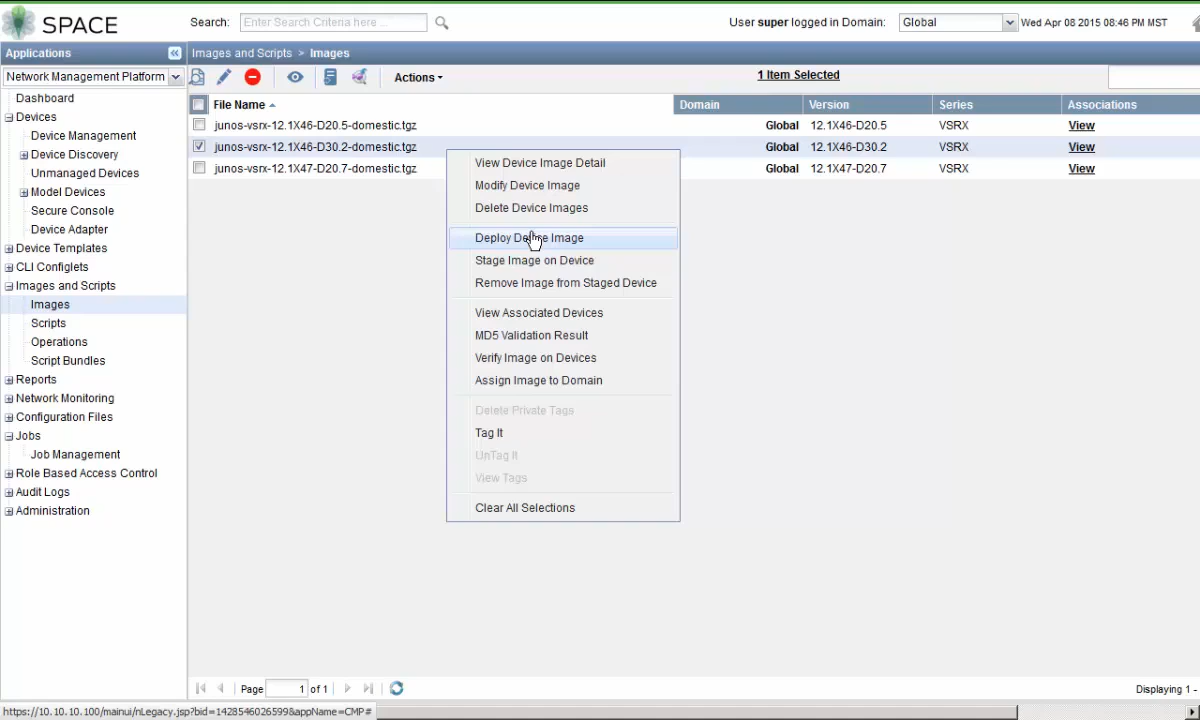 SPACE
Search: Enter Search Criteria here ...
User super logged in Domain: Global Wed Apr 08 2015 08:46 PM MST
Applications
Images and Scripts > Images
Network Management Platform
Actions
1 Item Selected
File Name Domain Version Series Associations
junos-vsrx-12.1X46-D20.5-domestic.tgz Global 12.1X46-D20.5 VSRX View
junos-vsrx-12.1X46-D30.2-domestic.tgz Global 12.1X46-D30.2 VSRX View
junos-vsrx-12.1X47-D20.7-domestic.tgz Global 12.1X47-D20.7 VSRX View
Dashboard
Devices
Device Management
Device Discovery
Unmanaged Devices
Model Devices
Secure Console
Device Adapter
Device Templates
CLI Configlets
Images and Scripts
Images
Scripts
Operations
Script Bundles
Reports
Network Monitoring
Configuration Files
Jobs
Job Management
Role Based Access Control
Audit Logs
Administration
View Device Image Detail
Modify Device Image
Delete Device Images
Deploy Device Image
Stage Image on Device
Remove Image from Staged Device
View Associated Devices
MD5 Validation Result
Verify Image on Devices
Assign Image to Domain
Delete Private Tags
Tag It
UnTag It
View Tags
Clear All Selections
Page 1 of 1
Displaying 1 -
https://10.10.10.100/mainui/nLegacy.jsp?bid=1428546026599&appName=CMP#